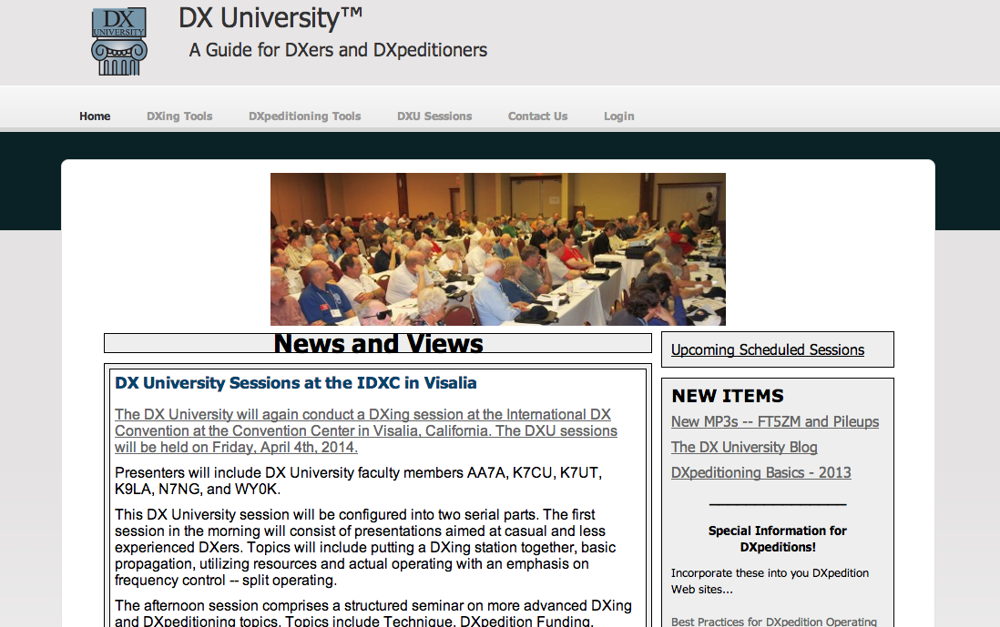 DX
UNIVERSITY
DX University™
A Guide for DXers and DXpeditioners
Home
DXing Tools
DXpeditioning Tools
DXU Sessions
Contact Us
Login
News and Views
DX University Sessions at the IDXC in Visalia
The DX University will again conduct a DXing session at the International DX
Convention at the Convention Center in Visalia, California. The DXU sessions
will be held on Friday, April 4th, 2014.
Presenters will include DX University faculty members AA7A, K7CU, K7UT,
K9LA, N7NG, and WY0K.
This DX University session will be configured into two serial parts. The first
session in the morning will consist of presentations aimed at casual and less
experienced DXers. Topics will include putting a DXing station together, basic
propagation, utilizing resources and actual operating with an emphasis on
frequency control -- split operating.
The afternoon session comprises a structured seminar on more advanced DXing
and DXpeditioning topics. Topics include Technique, DXpedition Funding,
Upcoming Scheduled Sessions
NEW ITEMS
New MP3s -- FT5ZM and Pileups
The DX University Blog
DXpeditioning Basics - 2013
Special Information for
DXpeditions!
Incorporate these into you DXpedition
Web sites...
Best Practices for DXpedition Operating